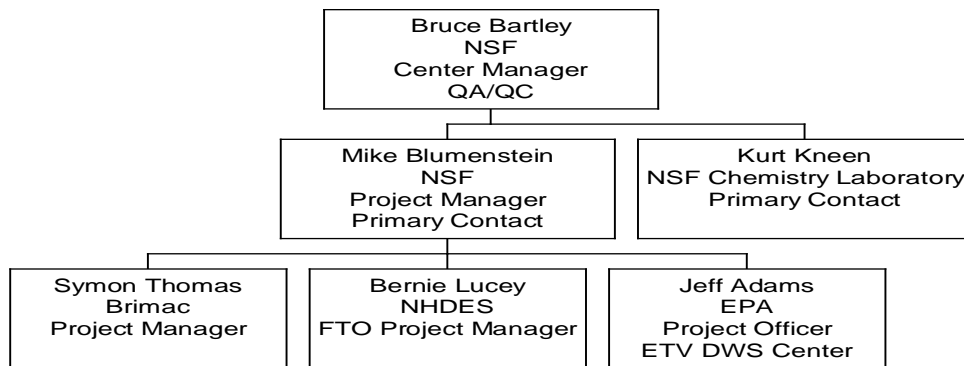 Bruce Bartley
NSF
Center Manager
QA/QC
Mike Blumenstein
NSF
Project Manager
Primary Contact
Kurt Kneen
NSF Chemistry Laboratory
Primary Contact
Symon Thomas
Brimac
Project Manager
Bernie Lucey
NHDES
FTO Project Manager
Jeff Adams
EPA
Project Officer
ETV DWS Center